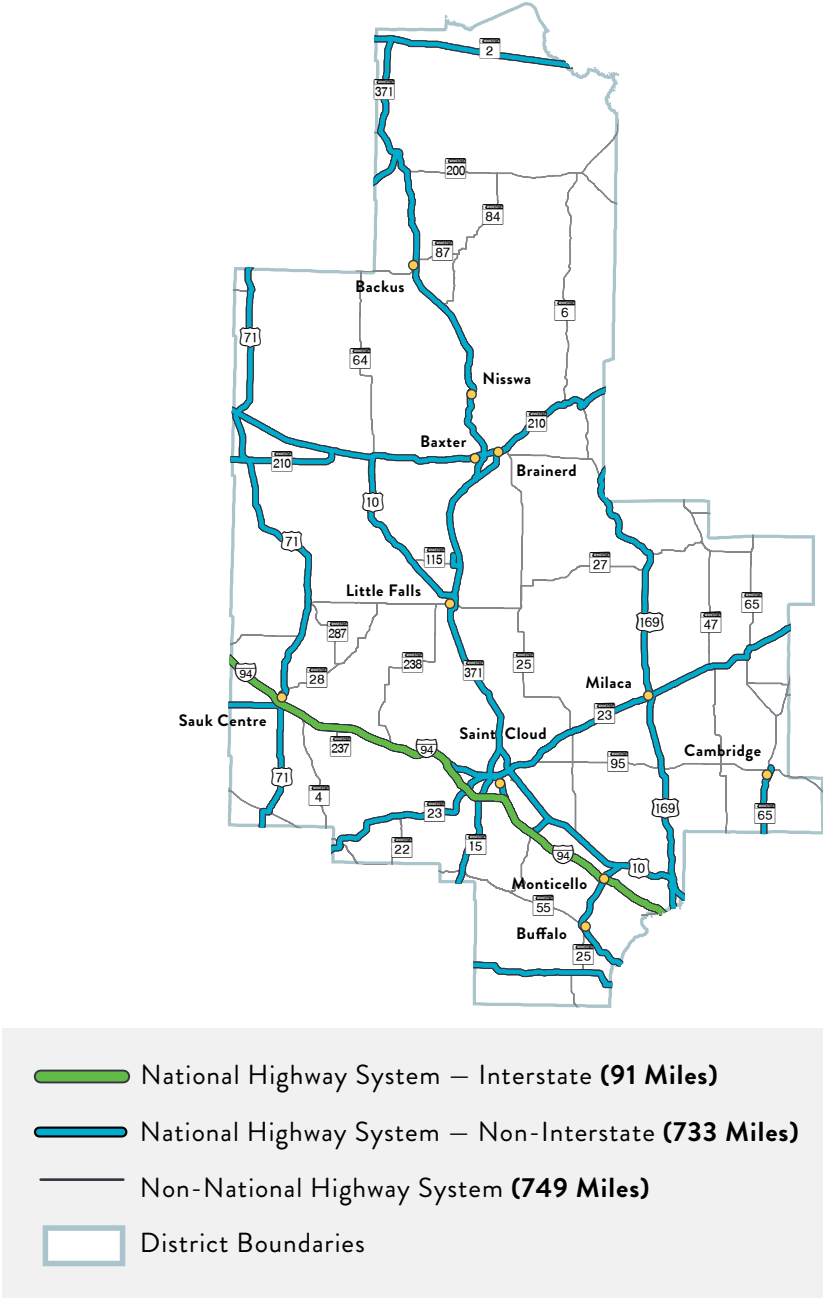 2
371
200
84
87
Backus
6
71
64
Nisswa
210
Baxter
210
Brainerd
10
71
115
27
Little Falls
65
47
169
287
238
25
94
28
371
Milaca
Sauk Centre
23
237
94
Saint Cloud
95
Cambridge
71
4
23
169
65
15
22
94
10
Monticello
55
Buffalo
25
National Highway System — Interstate (91 Miles)
National Highway System — Non-Interstate (733 Miles)
Non-National Highway System (749 Miles)
District Boundaries